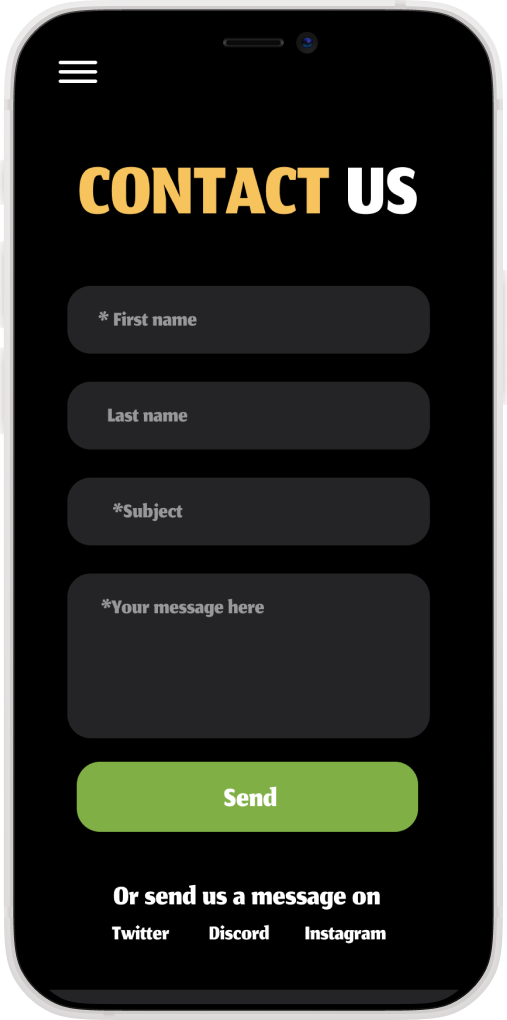 CONTACT US
* First name
Last name
*Subject
*Your message here
Send
Or send us a message on
Twitter Discord Instagram